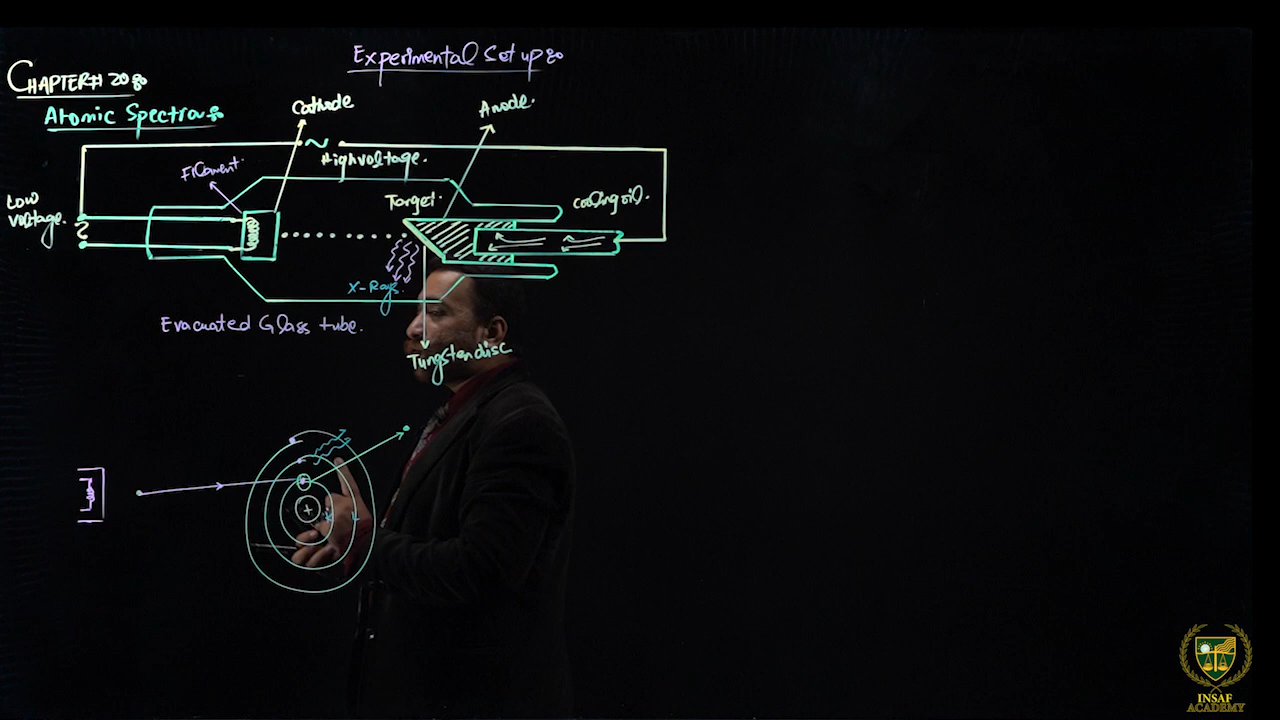 Experimental Set up:
CHAPTER# 20:
Atomic Spectra:
Cathode
Anode.
~
High voltage.
Filament.
Low
voltage.
Target.
cooling oil.
X-Rays.
Evacuated Glass tube.
Tungsten disc
+
K
L
INSAF
ACADEMY